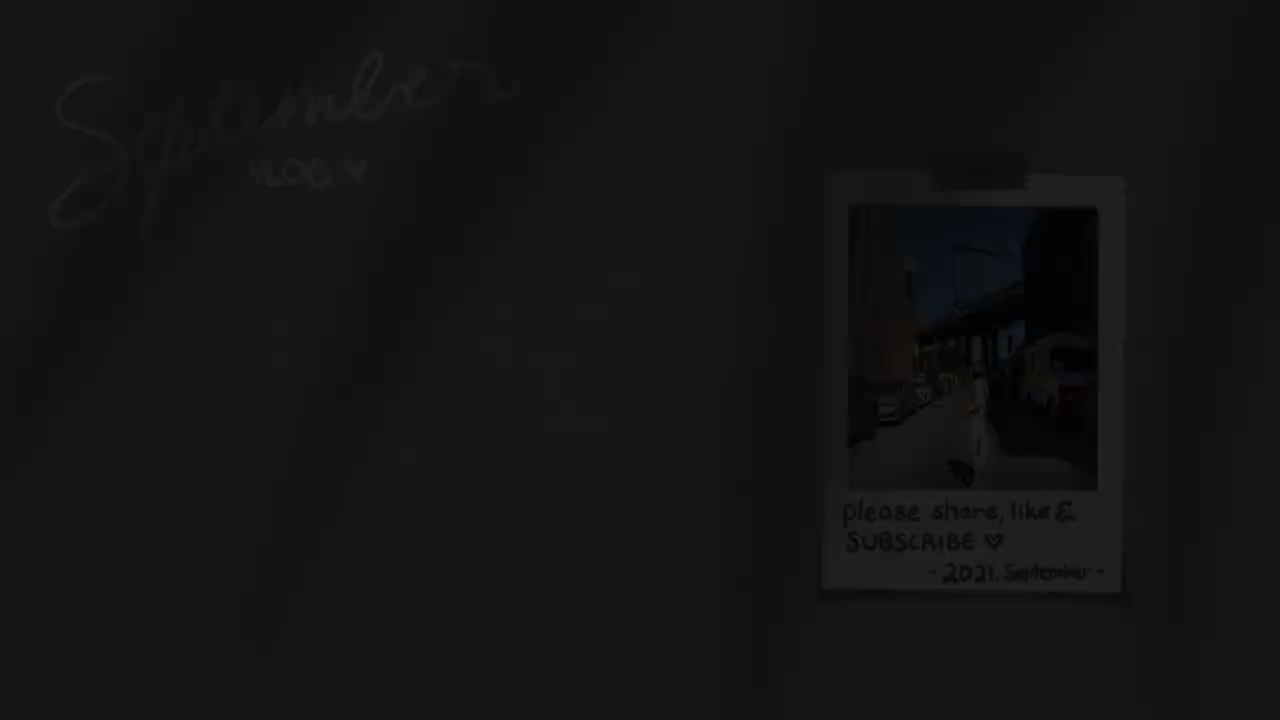 September
VLOG ♥
please share, like &
SUBSCRIBE ♡
- 2021. September -